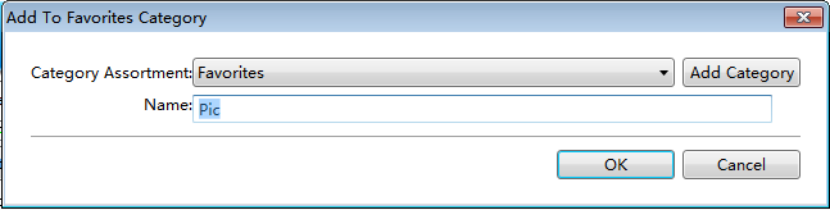 Add To Favorites Category
Category Assortment: Favorites Add Category
Name: Pic
OK Cancel